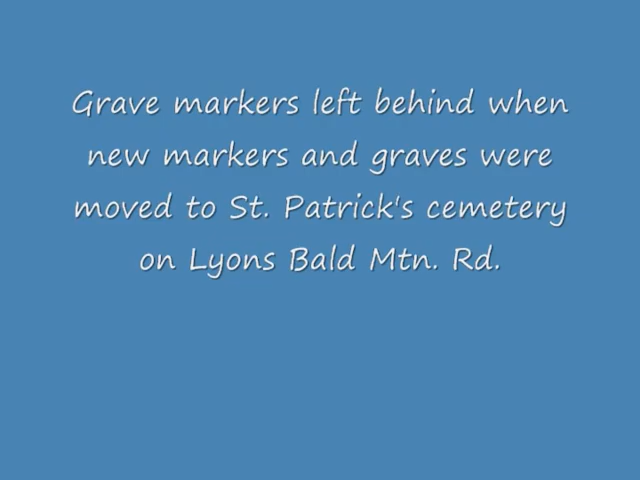 Grave markers left behind when
new markers and graves were
moved to St. Patrick's cemetery
on Lyons Bald Mtn. Rd.